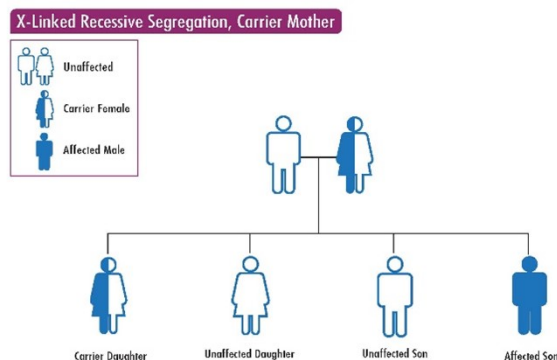 X-Linked Recessive Segregation, Carrier Mother
Unaffected
Carrier Female
Affected Male
Carrier Daughter
Unaffected Daughter
Unaffected Son
Affected Son